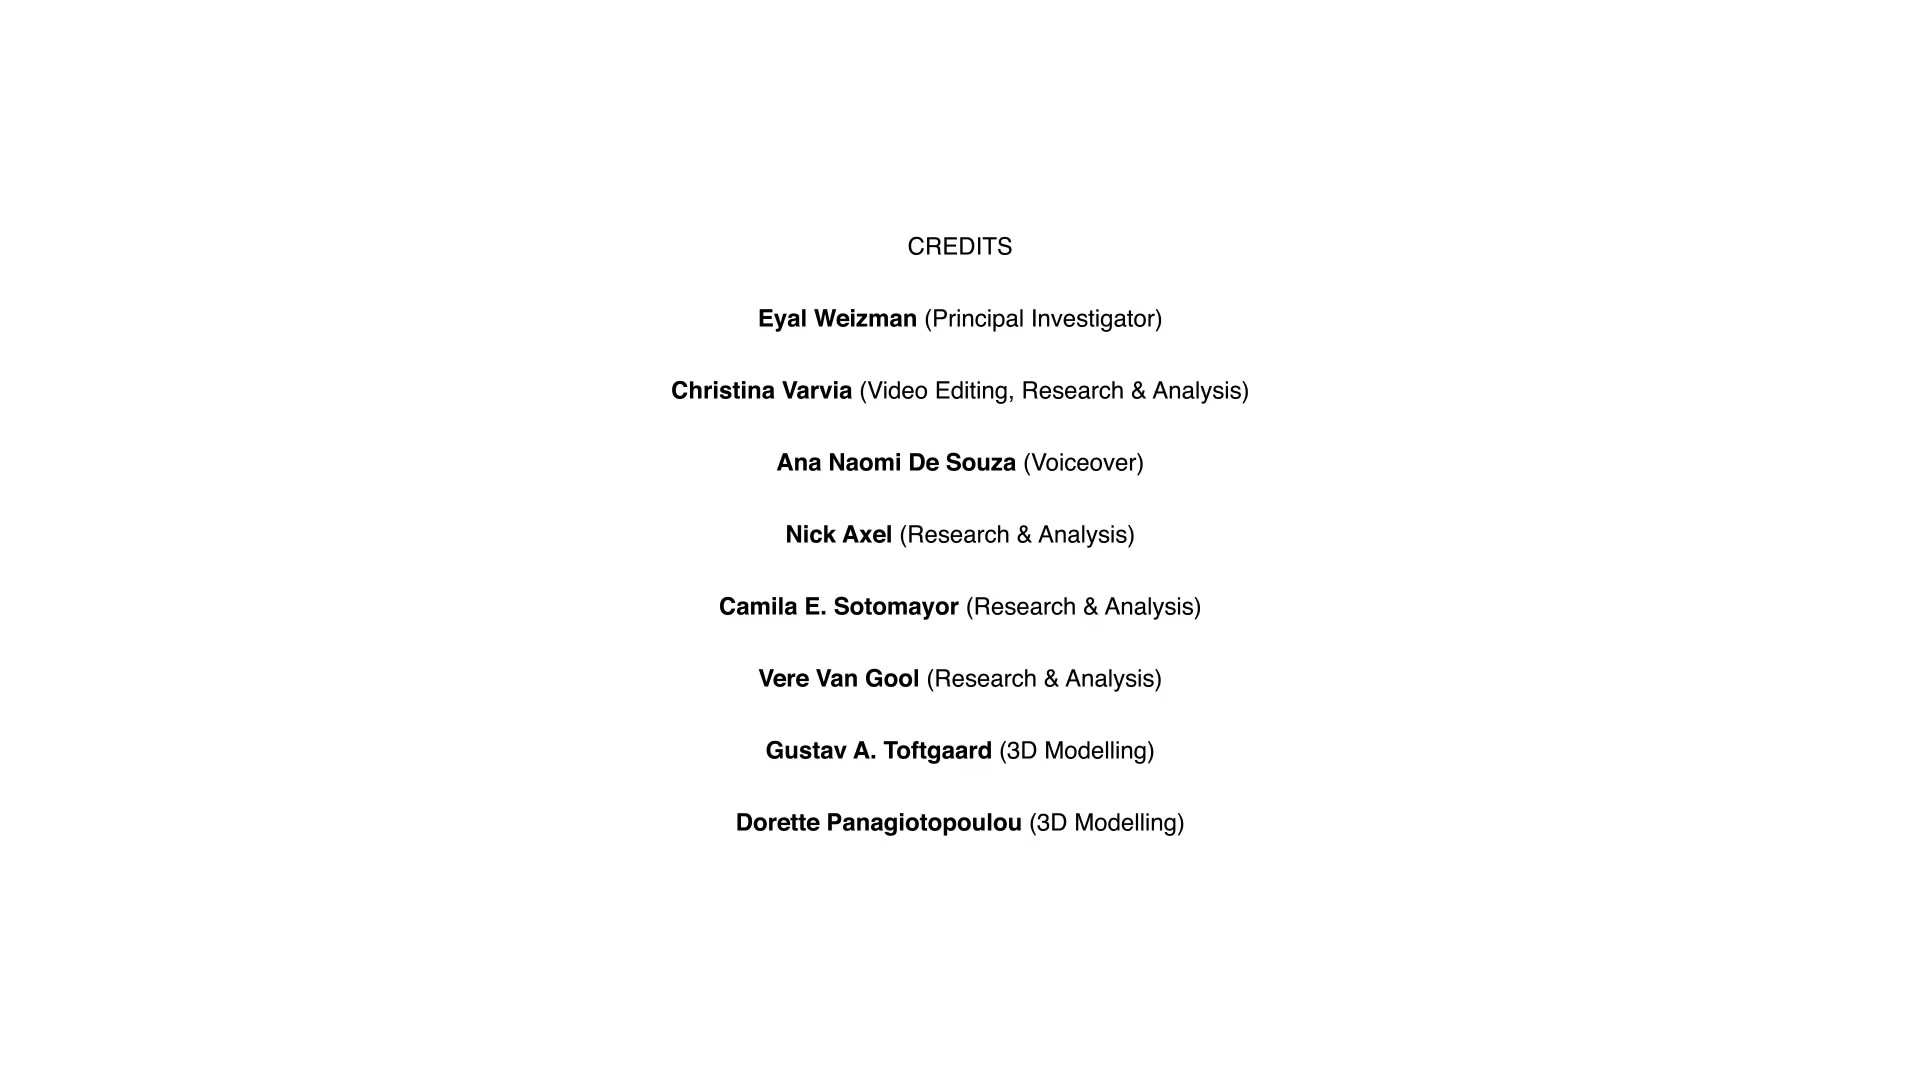 CREDITS
Eyal Weizman (Principal Investigator)
Christina Varvia (Video Editing, Research & Analysis)
Ana Naomi De Souza (Voiceover)
Nick Axel (Research & Analysis)
Camila E. Sotomayor (Research & Analysis)
Vere Van Gool (Research & Analysis)
Gustav A. Toftgaard (3D Modelling)
Dorette Panagiotopoulou (3D Modelling)